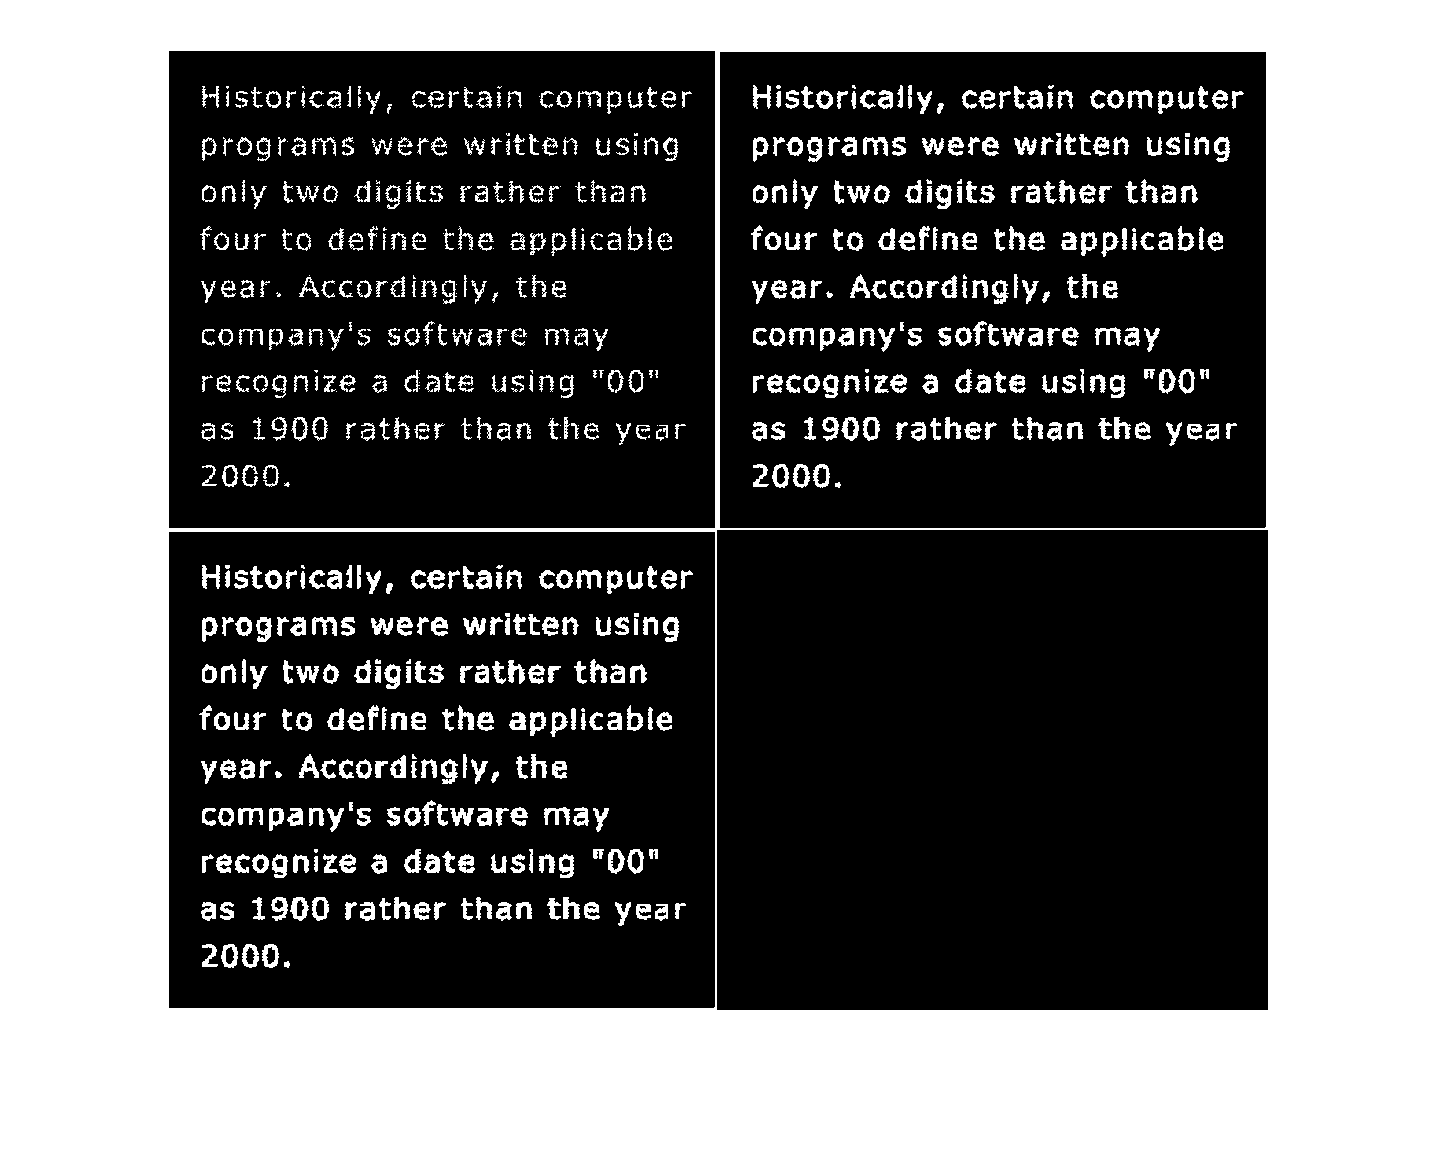 Historically, certain computer
programs were written using
only two digits rather than
four to define the applicable
year. Accordingly, the
company's software may
recognize a date using "00"
as 1900 rather than the year
2000.
Historically, certain computer
programs were written using
only two digits rather than
four to define the applicable
year. Accordingly, the
company's software may
recognize a date using "00"
as 1900 rather than the year
2000.
Historically, certain computer
programs were written using
only two digits rather than
four to define the applicable
year. Accordingly, the
company's software may
recognize a date using "00"
as 1900 rather than the year
2000.